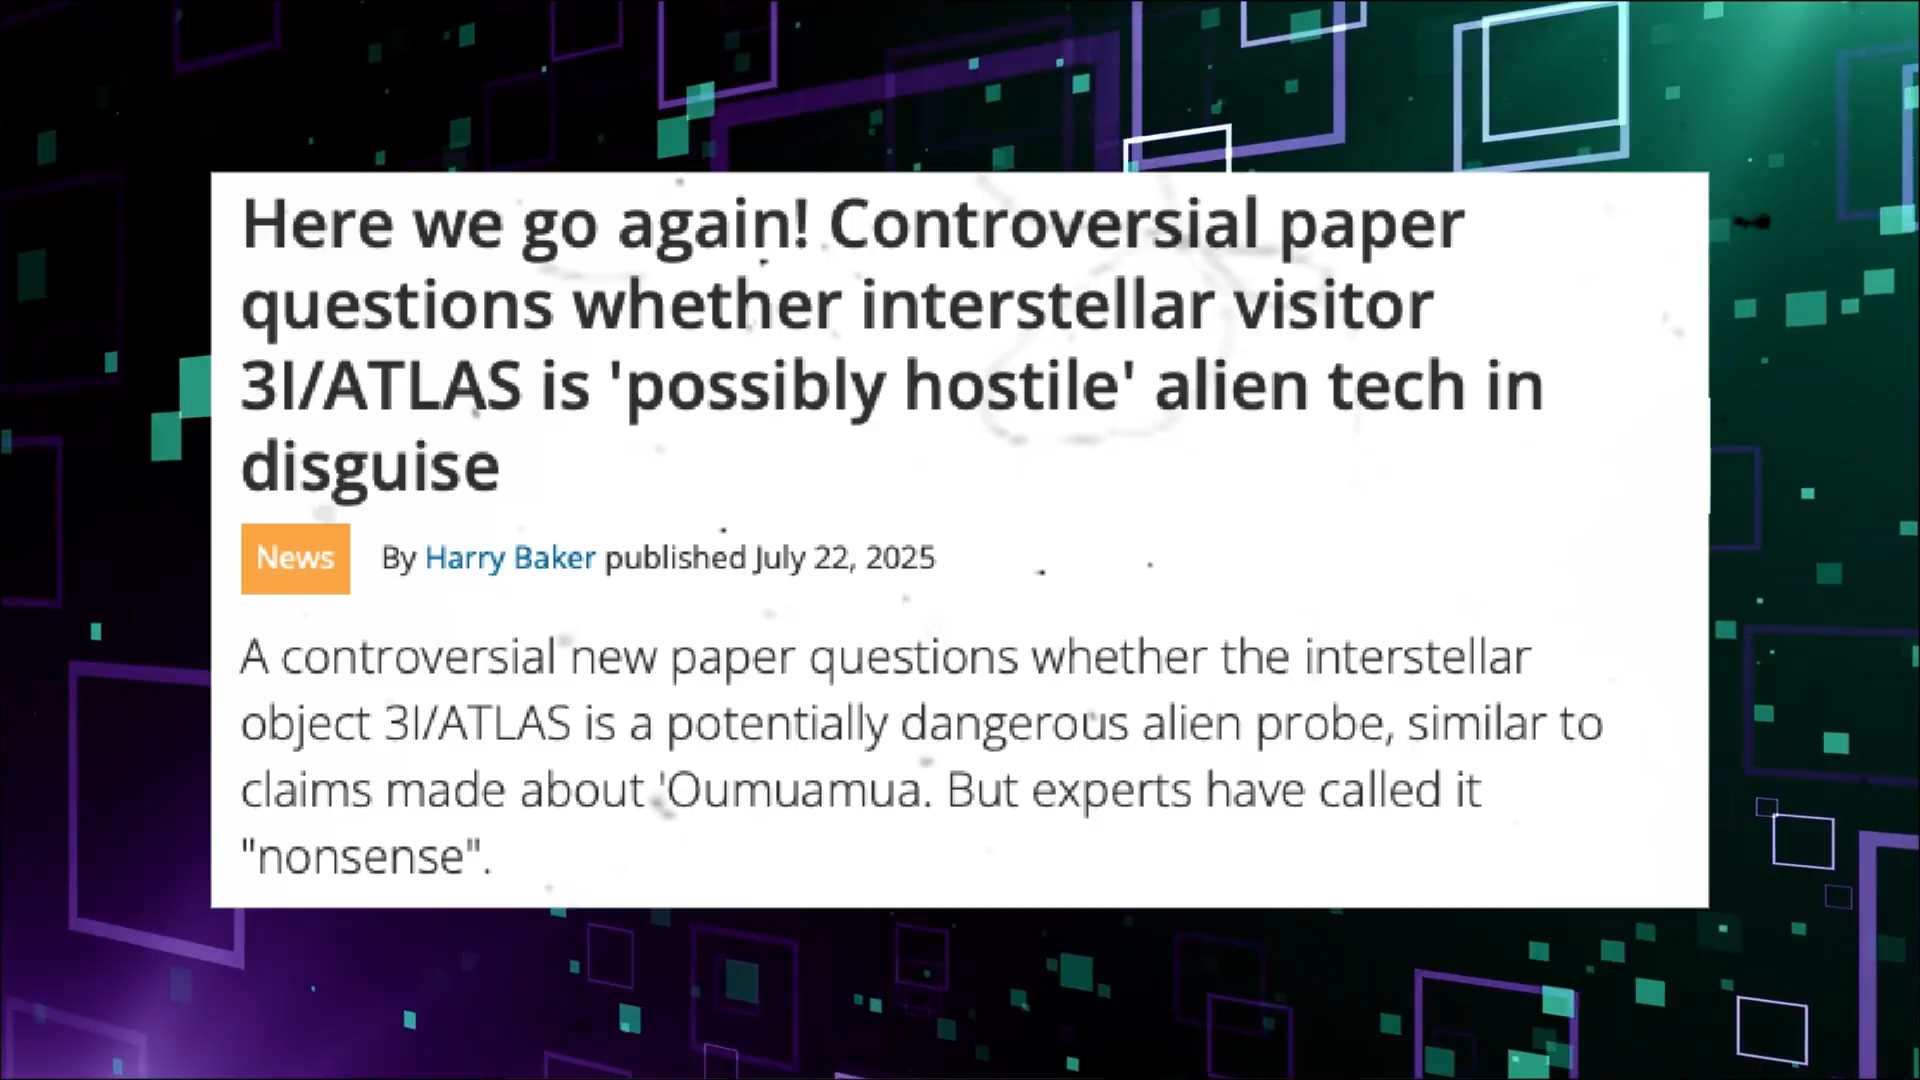 Here we go again! Controversial paper
questions whether interstellar visitor
3I/ATLAS is 'possibly hostile' alien tech in
disguise
News By Harry Baker published July 22, 2025
A controversial new paper questions whether the interstellar
object 3I/ATLAS is a potentially dangerous alien probe, similar to
claims made about 'Oumuamua. But experts have called it
"nonsense".